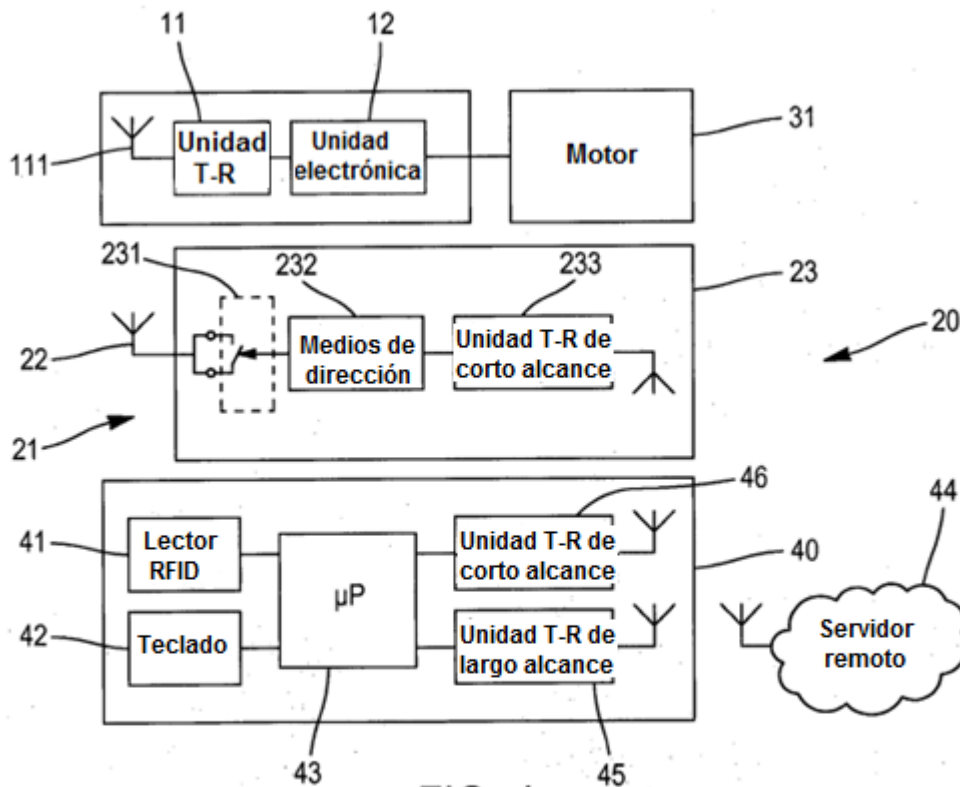 11
12
111
Unidad
T-R
Unidad
electrónica
Motor
31
231
232
233
23
22
Medios de
dirección
Unidad T-R de
corto alcance
20
21
46
44
41
Lector
RFID
µP
Unidad T-R de
corto alcance
40
42
Teclado
Unidad T-R de
largo alcance
Servidor
remoto
43
45